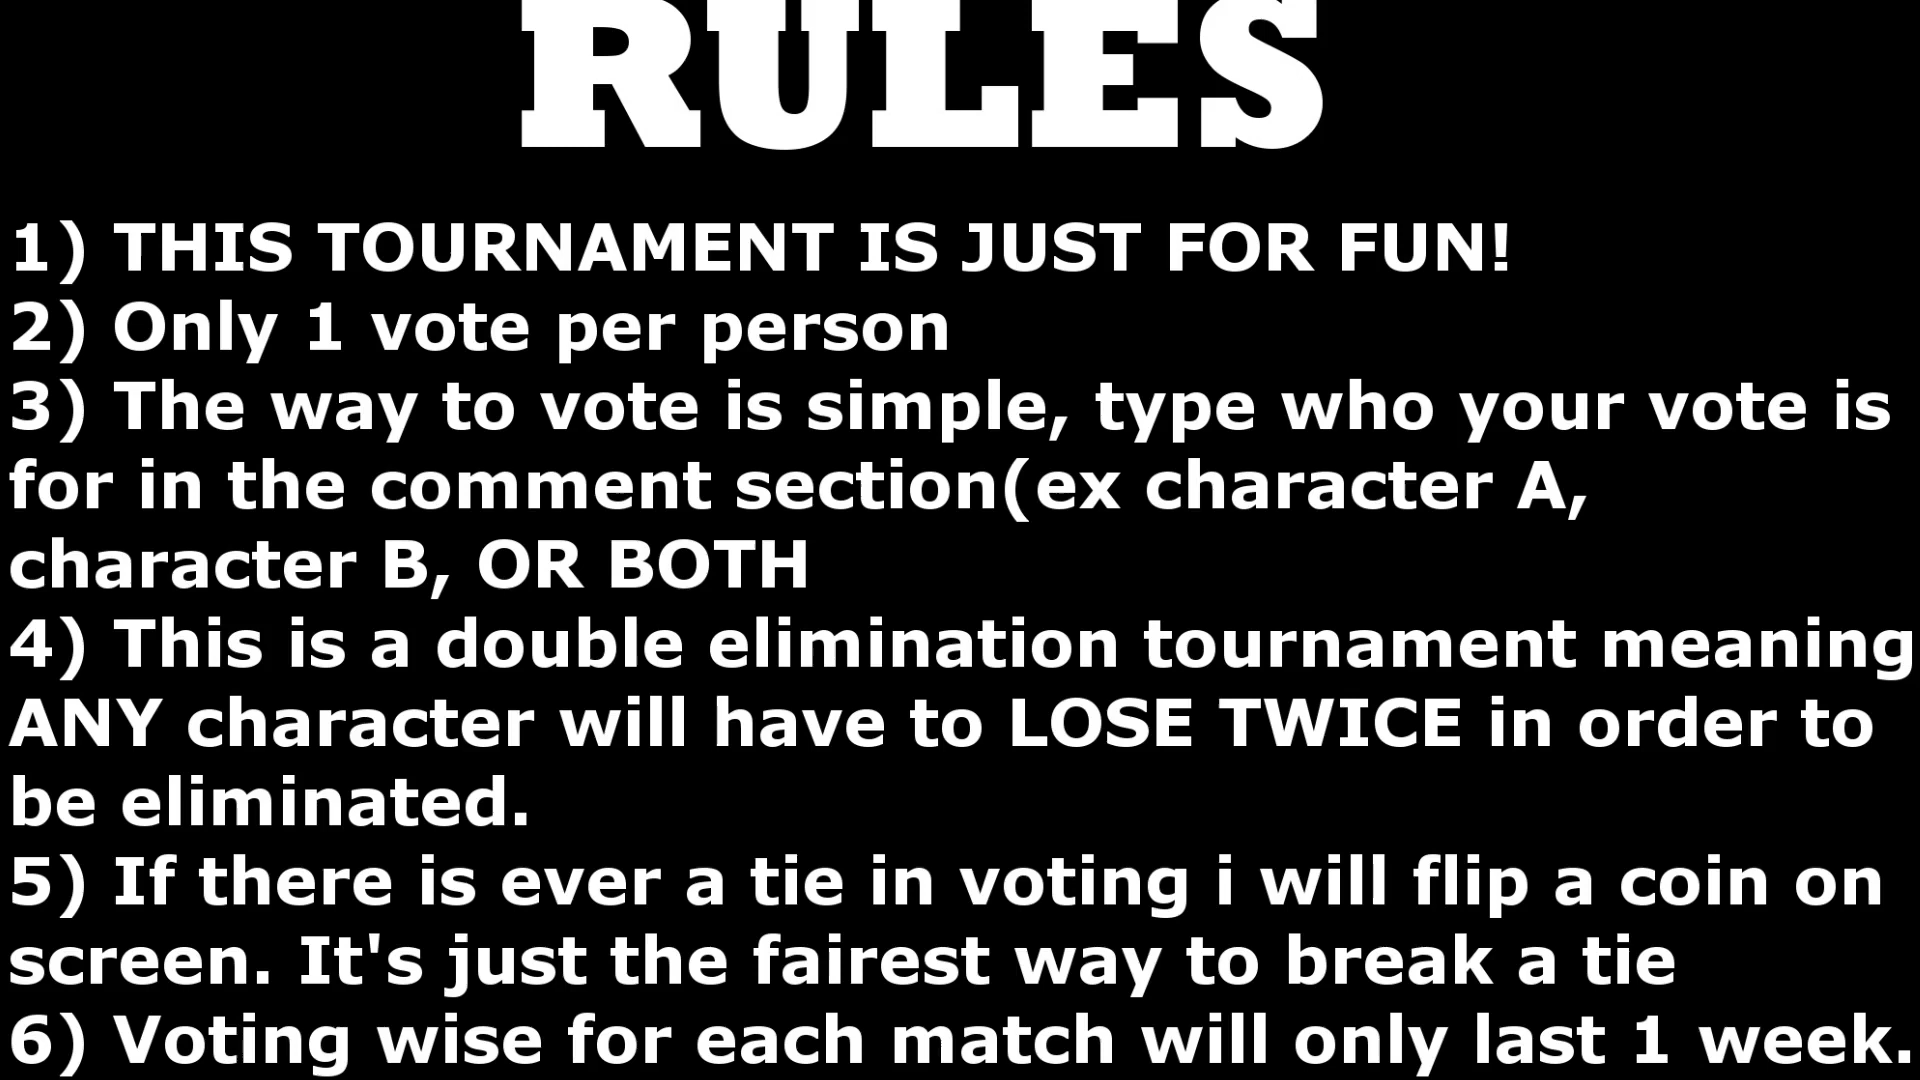 RULES
1) THIS TOURNAMENT IS JUST FOR FUN!
2) Only 1 vote per person
3) The way to vote is simple, type who your vote is
for in the comment section(ex character A,
character B, OR BOTH
4) This is a double elimination tournament meaning
ANY character will have to LOSE TWICE in order to
be eliminated.
5) If there is ever a tie in voting i will flip a coin on
screen. It's just the fairest way to break a tie
6) Voting wise for each match will only last 1 week.